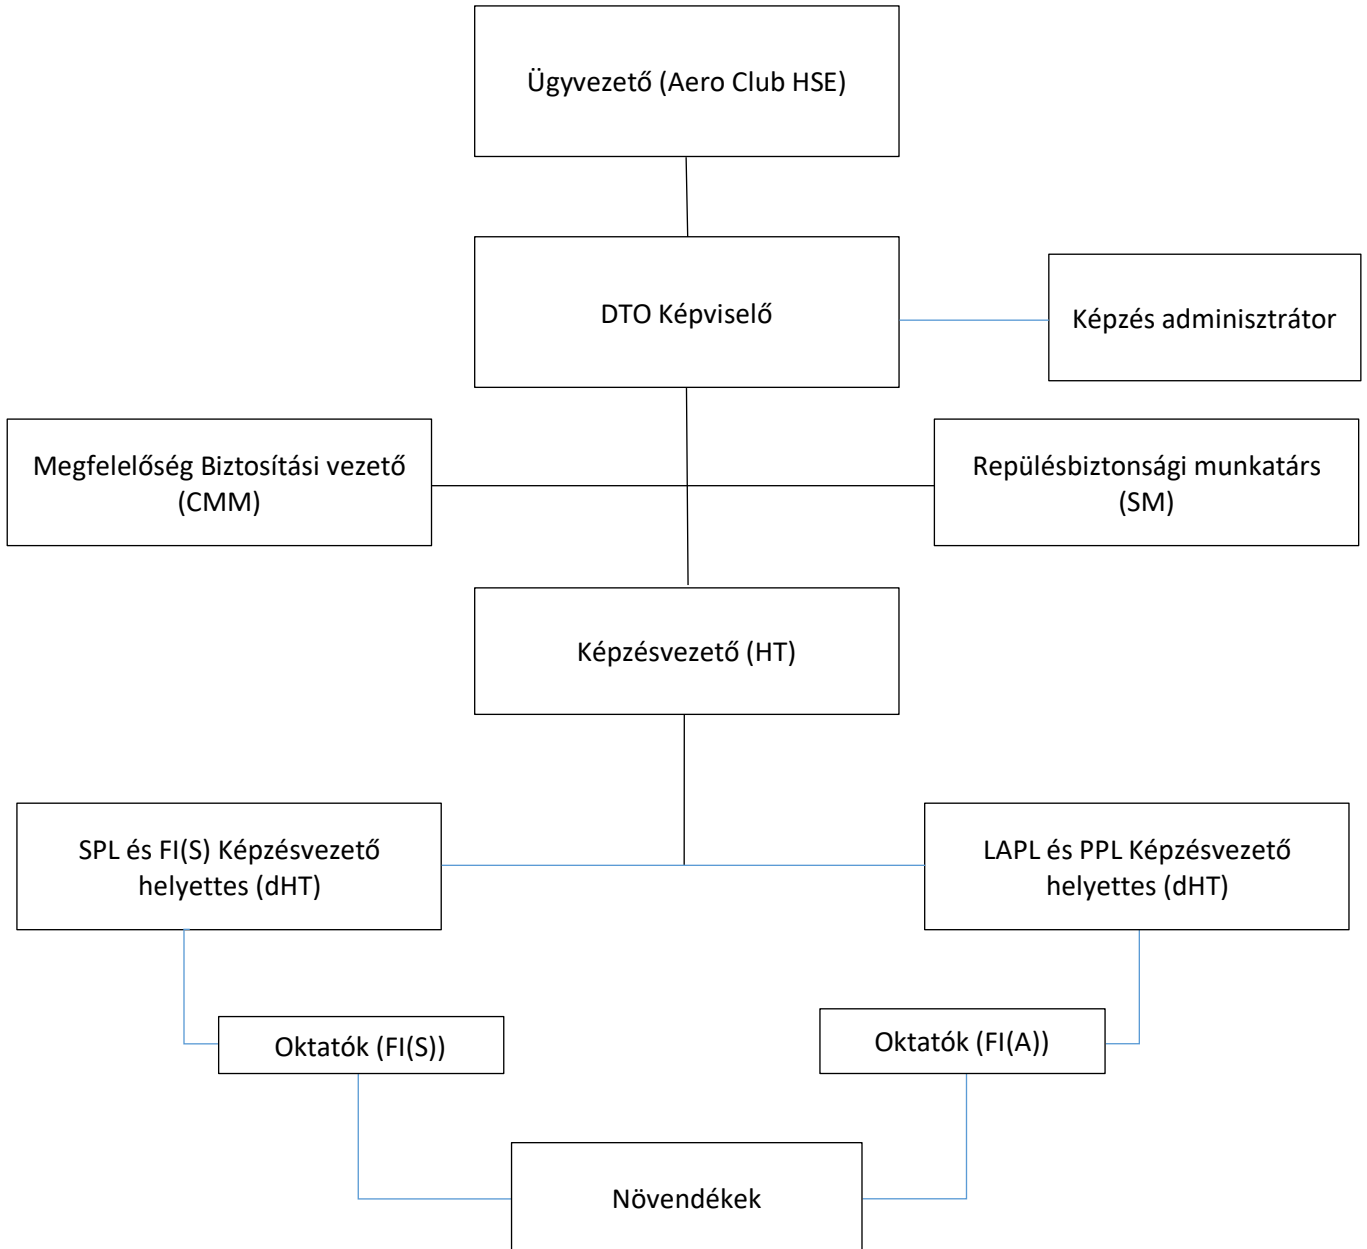 Ügyvezető (Aero Club HSE)
DTO Képviselő
Képzés adminisztrátor
Megfelelőség Biztosítási vezető
(CMM)
Repülésbiztonsági munkatárs
(SM)
Képzésvezető (HT)
SPL és FI(S) Képzésvezető
helyettes (dHT)
LAPL és PPL Képzésvezető
helyettes (dHT)
Oktatók (FI(S))
Oktatók (FI(A))
Növendékek